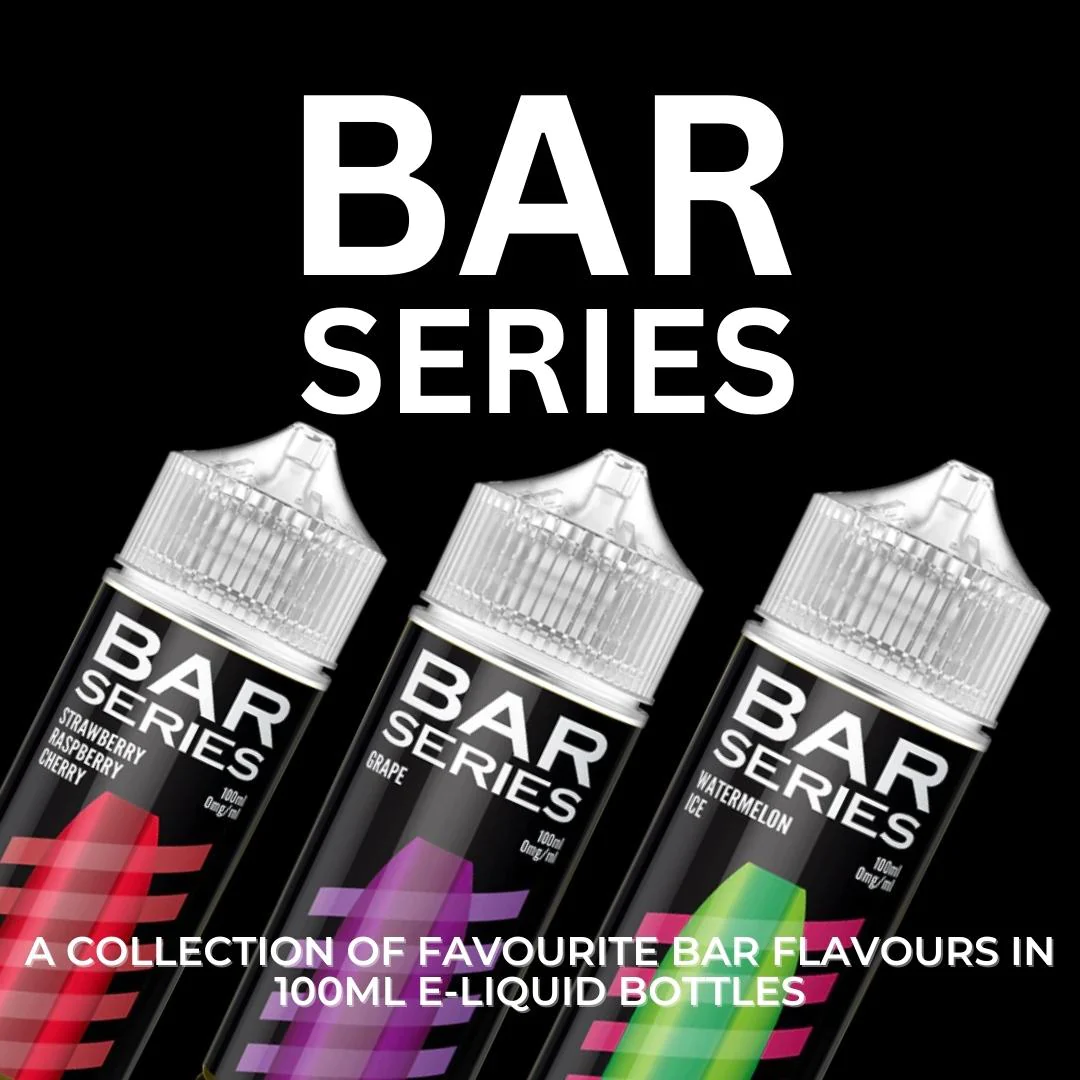 BAR
SERIES
BAR
SERIES
STRAWBERRY
RASPBERRY
CHERRY
100ml
0mg/ml
BAR
SERIES
GRAPE
100ml
0mg/ml
BAR
SERIES
WATERMELON
ICE
100ml
0mg/ml
A COLLECTION OF FAVOURITE BAR FLAVOURS IN
100ML E-LIQUID BOTTLES